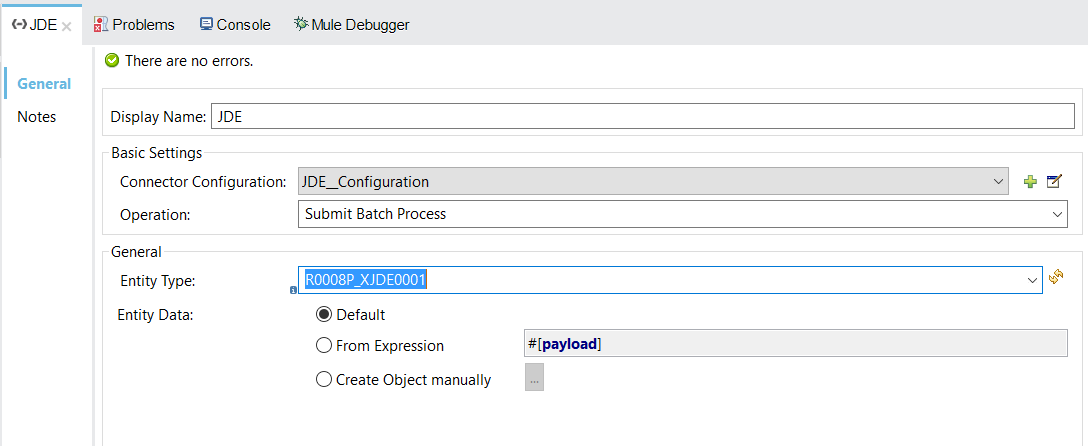 JDE Problems Console Mule Debugger
There are no errors.
General
Notes
Display Name: JDE
Basic Settings
Connector Configuration: JDE__Configuration
Operation: Submit Batch Process
General
Entity Type: R0008P_XJDE0001
Entity Data: Default
From Expression #[payload]
Create Object manually ...